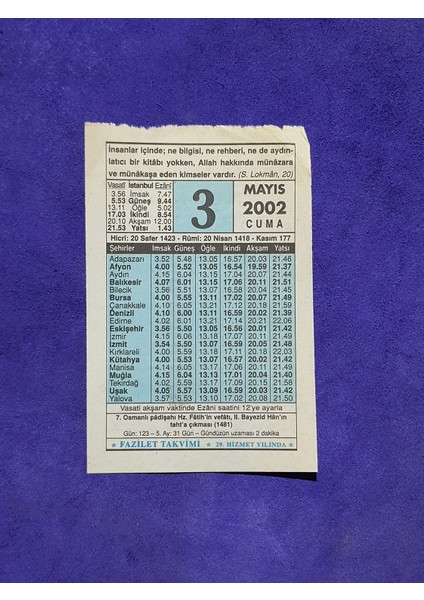 İnsanlar içinde; ne bilgisi, ne rehberi, ne de aydın-
latıcı bir kitâbı yokken, Allah hakkında münâzara
ve münâkaşa eden kimseler vardır. (S. Lokmân, 20)
Vasatî İstanbul Ezânî
3.56 İmsak 7.47
5.53 Güneş 9.44
13.11 Öğle 5.02
17.03 İkindi 8.54
20.10 Akşam 12.00
21.53 Yatsı 1.43
3
MAYIS
2002
CUMA
Hicrî: 20 Safer 1423 - Rûmî: 20 Nisan 1418 - Kasım 177
Şehirler İmsak Güneş Öğle İkindi Akşam Yatsı
Adapazarı 3.52 5.48 13.05 16.57 20.03 21.46
Afyon 4.00 5.52 13.05 16.54 19.59 21.37
Aydın 4.15 6.04 13.15 17.04 20.07 21.44
Balıkesir 4.07 6.01 13.15 17.06 20.11 21.51
Bilecik 3.56 5.51 13.07 16.58 20.04 21.45
Bursa 4.00 5.55 13.11 17.02 20.07 21.49
Çanakkale 4.10 6.05 13.21 17.12 20.18 21.59
Denizli 4.10 6.00 13.11 16.59 20.02 21.39
Edirne 4.02 6.01 13.20 17.13 20.20 22.06
Eskişehir 3.56 5.50 13.05 16.56 20.01 21.42
İzmir 4.15 6.06 13.18 17.07 20.11 21.49
İzmit 3.54 5.50 13.07 16.59 20.05 21.48
Kırklareli 4.00 5.59 13.18 17.11 20.18 22.03
Kütahya 4.00 5.53 13.07 16.58 20.02 21.41
Manisa 4.14 6.05 13.17 17.06 20.11 21.49
Muğla 4.15 6.04 13.13 17.01 20.04 21.40
Tekirdağ 4.02 5.59 13.17 17.09 20.15 21.58
Uşak 4.05 5.57 13.09 16.59 20.03 21.42
Yalova 3.57 5.53 13.10 17.02 20.08 21.50
Vasati akşam vaktinde Ezânî saatini 12'ye ayarla
7. Osmanlı pâdişahı Hz. Fâtih'in vefâtı, II. Bayezid Hân'ın
taht'a çıkması (1481)
Gün: 123 – 5. Ay: 31 Gün – Gündüzün uzaması 2 dakika
★ FAZİLET TAKVİMİ ★ 29. HİZMET YILINDA ★